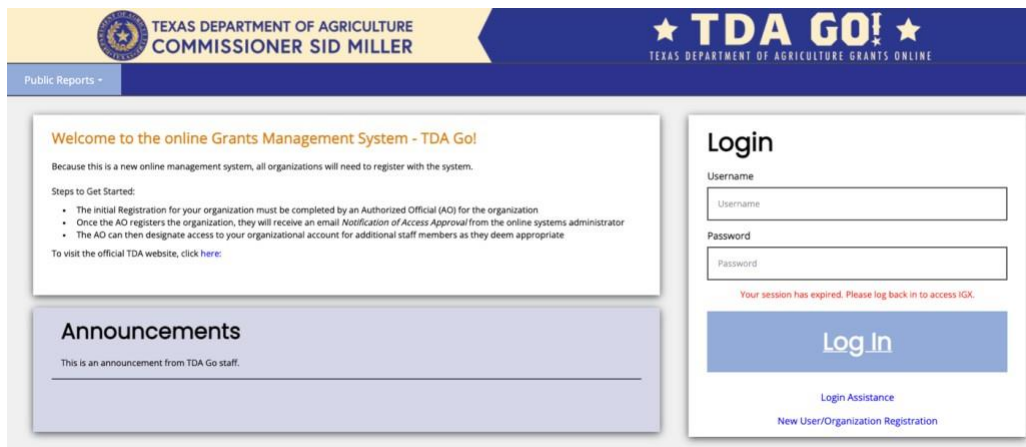 TEXAS DEPARTMENT OF AGRICULTURE
COMMISSIONER SID MILLER
TDA GO!
TEXAS DEPARTMENT OF AGRICULTURE GRANTS ONLINE
Public Reports
Welcome to the online Grants Management System - TDA Go!
Because this is a new online management system, all organizations will need to register with the system.
Steps to Get Started:
• The initial Registration for your organization must be completed by an Authorized Official (AO) for the organization
• Once the AO registers the organization, they will receive an email Notification of Access Approval from the online systems administrator
• The AO can then designate access to your organizational account for additional staff members as they deem appropriate
To visit the official TDA website, click here:
Announcements
This is an announcement from TDA Go staff.
Login
Username
Username
Password
Password
Your session has expired. Please log back in to access IGX.
Log In
Login Assistance
New User/Organization Registration